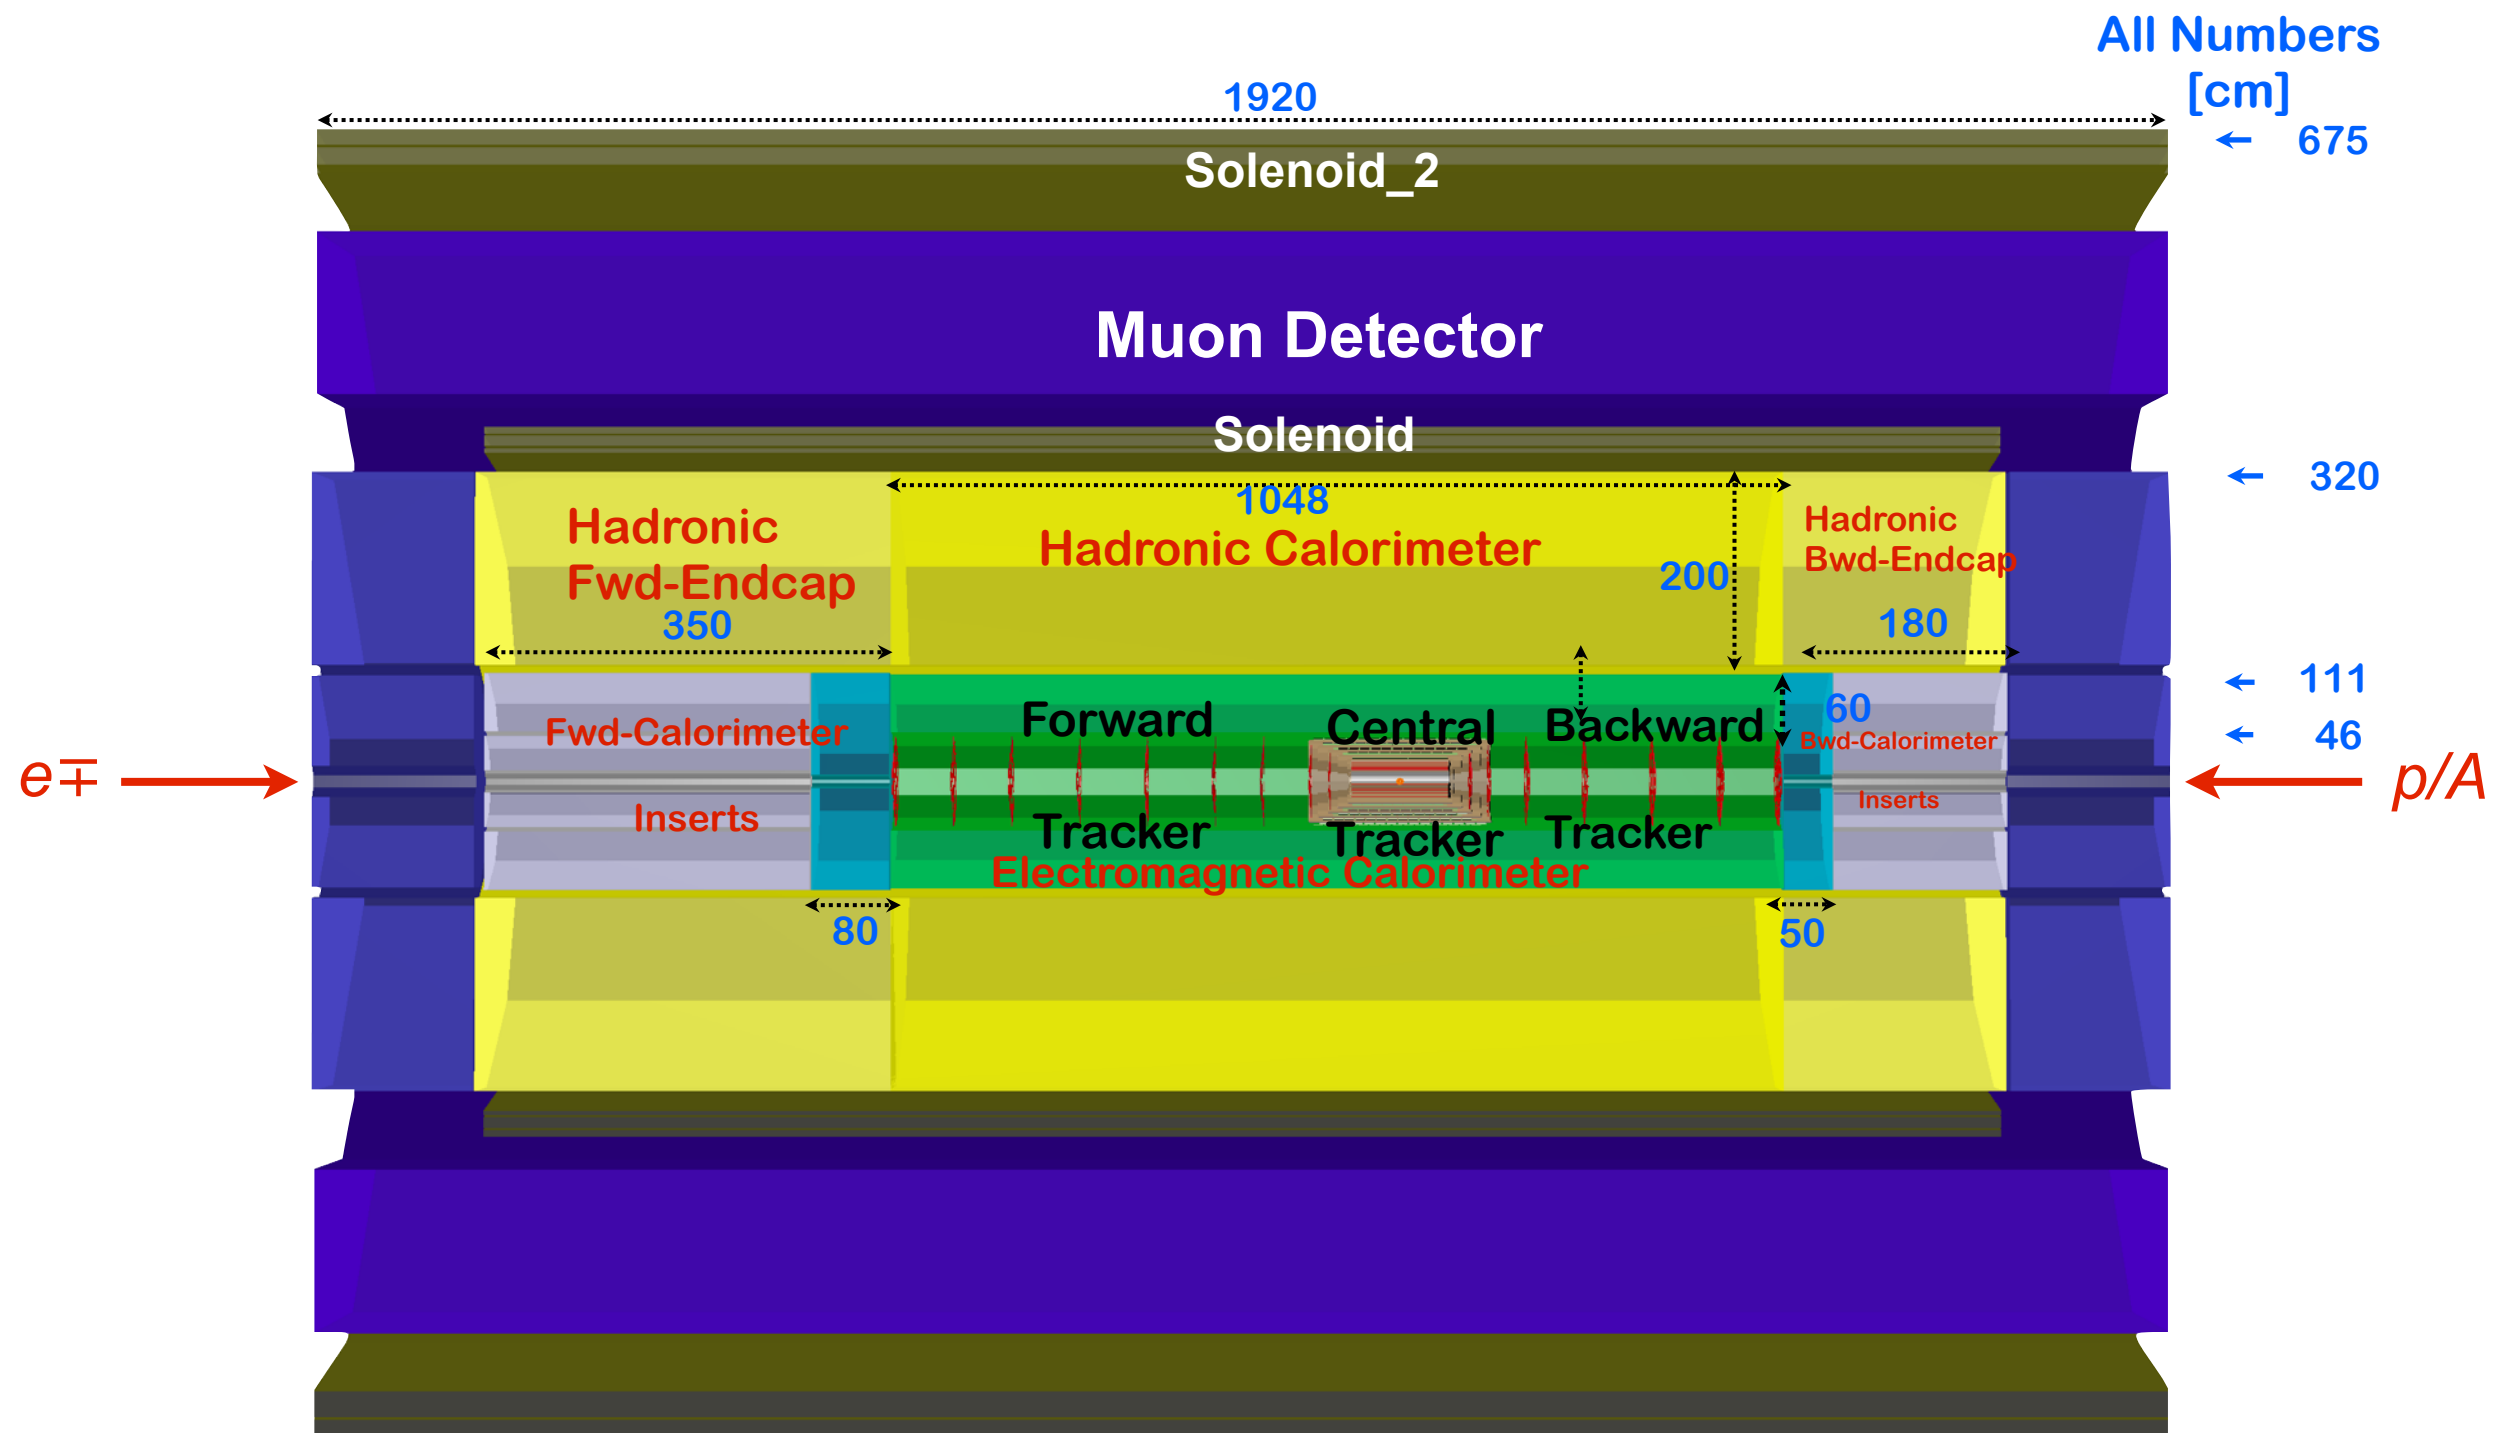 All Numbers
[cm]
1920
675
Solenoid_2
Muon Detector
Solenoid
320
1048
Hadronic
Fwd-Endcap
350
Hadronic Calorimeter
200
Hadronic
Bwd-Endcap
180
111
46
60
Fwd-Calorimeter
Inserts
Forward
Tracker
Central
Tracker
Backward
Tracker
Bwd-Calorimeter
Inserts
Electromagnetic Calorimeter
e∓
p/A
80
50